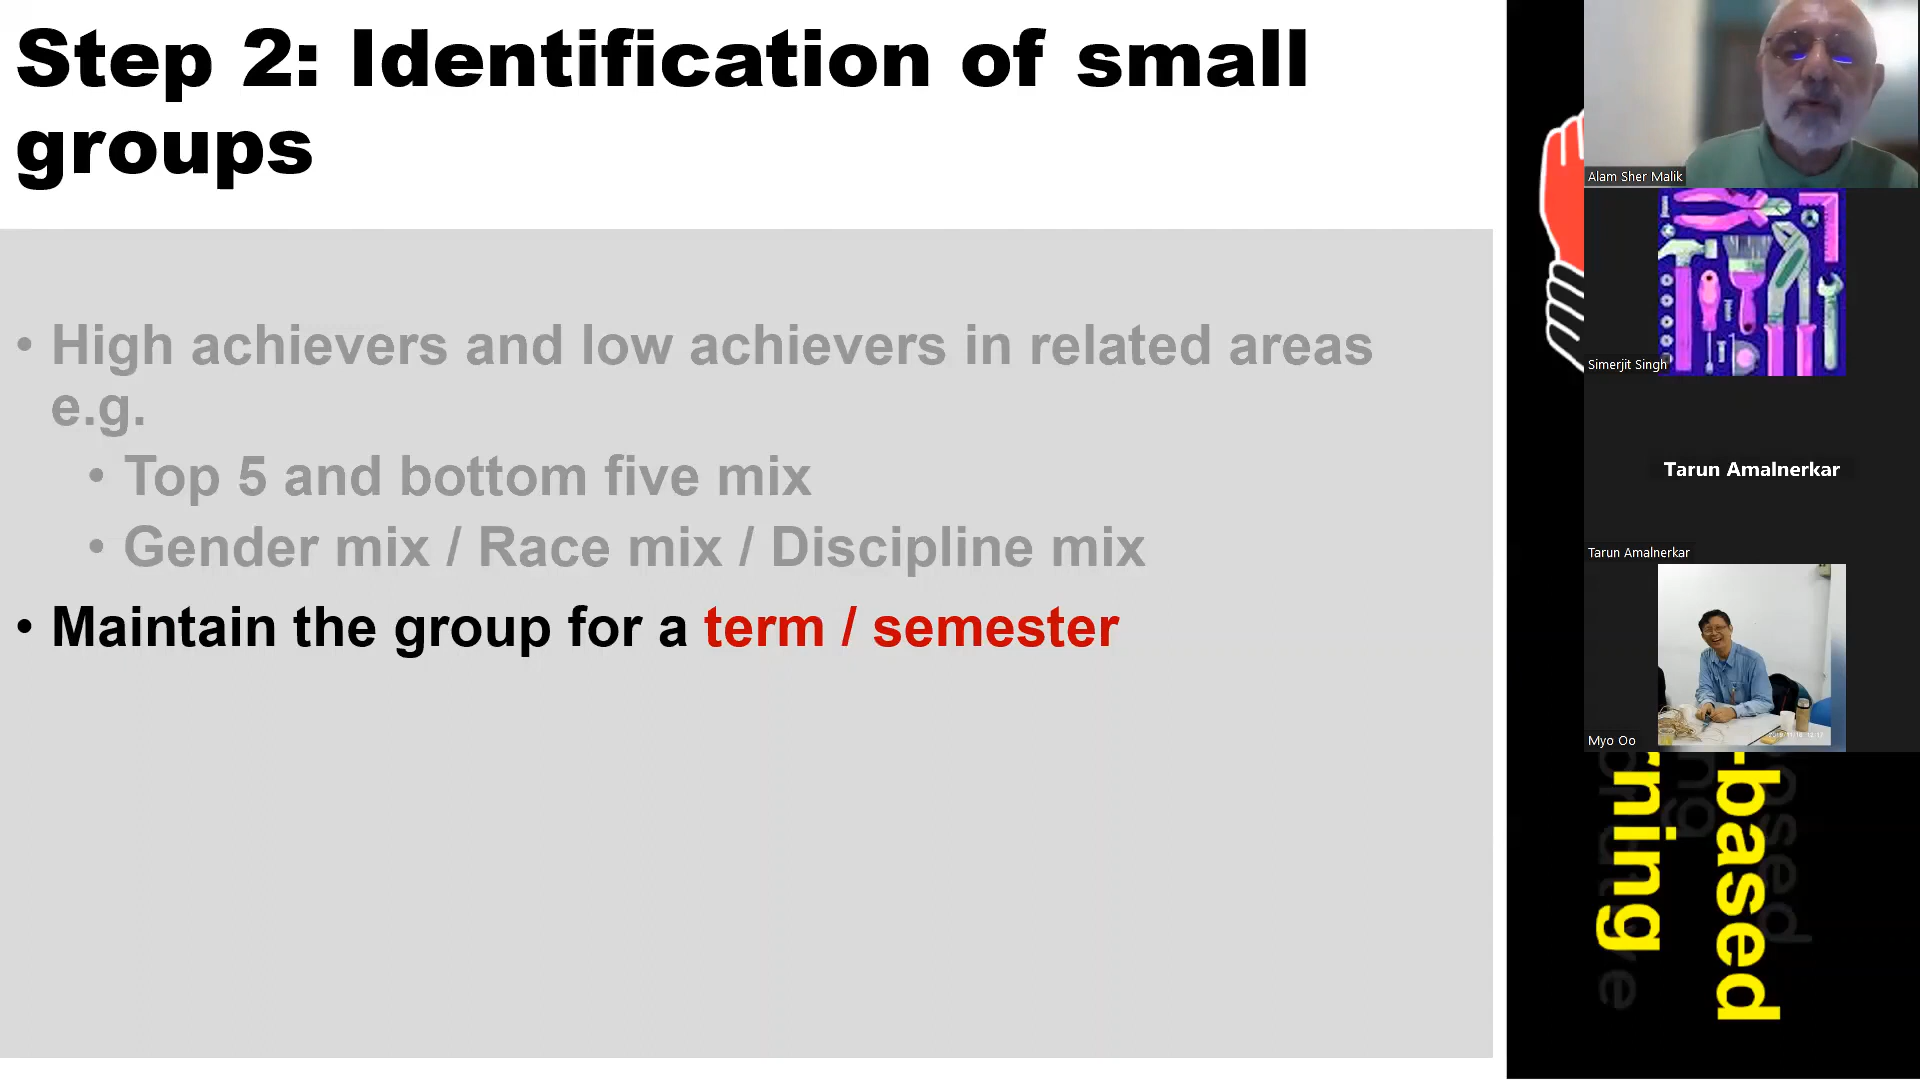 Step 2: Identification of small
groups
• High achievers and low achievers in related areas
e.g.
• Top 5 and bottom five mix
• Gender mix / Race mix / Discipline mix
• Maintain the group for a term / semester
Alam Sher Malik
Simerjit Singh
Tarun Amalnerkar
Tarun Amalnerkar
Myo Oo
-based
rning